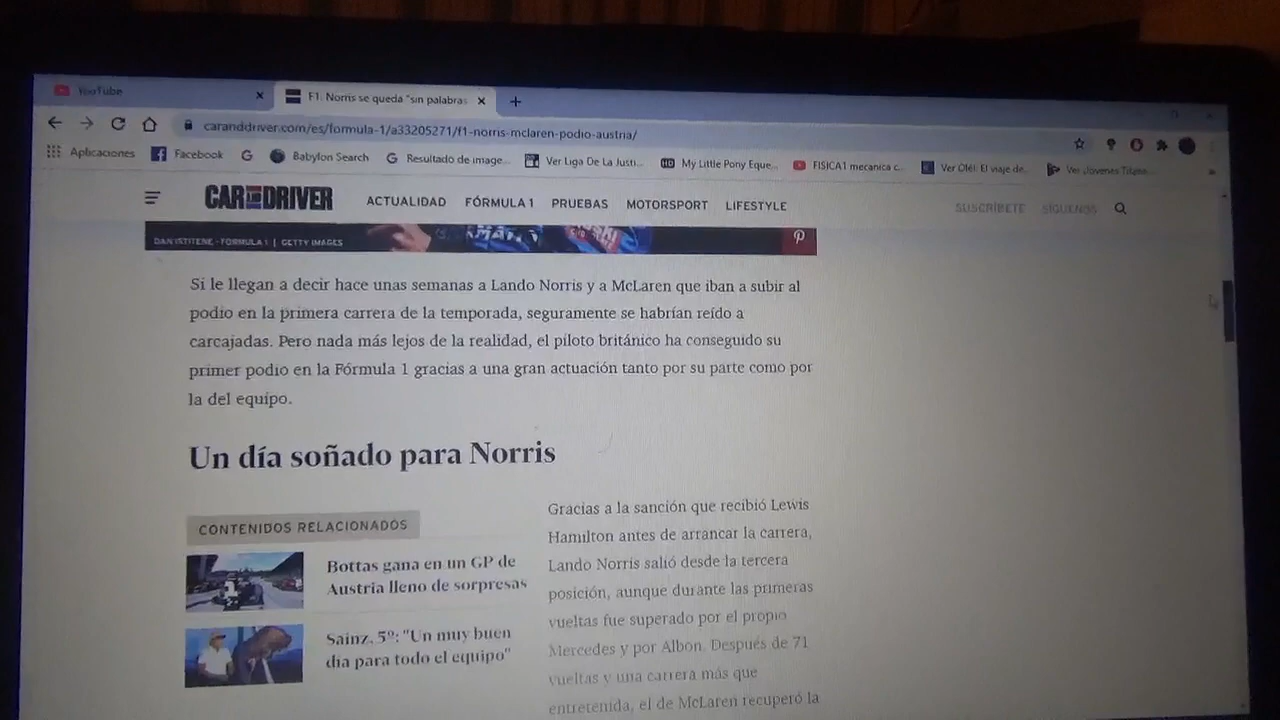 YouTube
F1: Norris se queda "sin palabras
caranddriver.com/es/formula-1/a33205271/f1-norris-mclaren-podio-austria/
Aplicaciones Facebook Babylon Search Resultado de image... Ver Liga De La Justi... My Little Pony Eque... FISICA1 mecanica c... Ver Olé!: El viaje de... Ver Jóvenes Titane...
CAR AND DRIVER ACTUALIDAD FÓRMULA 1 PRUEBAS MOTORSPORT LIFESTYLE SUSCRÍBETE SÍGUENOS
DAN ISTITENE - FORMULA 1 | GETTY IMAGES
Si le llegan a decir hace unas semanas a Lando Norris y a McLaren que iban a subir al
podio en la primera carrera de la temporada, seguramente se habrían reído a
carcajadas. Pero nada más lejos de la realidad, el piloto británico ha conseguido su
primer podio en la Fórmula 1 gracias a una gran actuación tanto por su parte como por
la del equipo.
Un día soñado para Norris
CONTENIDOS RELACIONADOS
Bottas gana en un GP de
Austria lleno de sorpresas
Sainz, 5º: "Un muy buen
día para todo el equipo"
Gracias a la sanción que recibió Lewis
Hamilton antes de arrancar la carrera,
Lando Norris salió desde la tercera
posición, aunque durante las primeras
vueltas fue superado por el propio
Mercedes y por Albon. Después de 71
vueltas y una carrera más que
entretenida, el de McLaren recuperó la